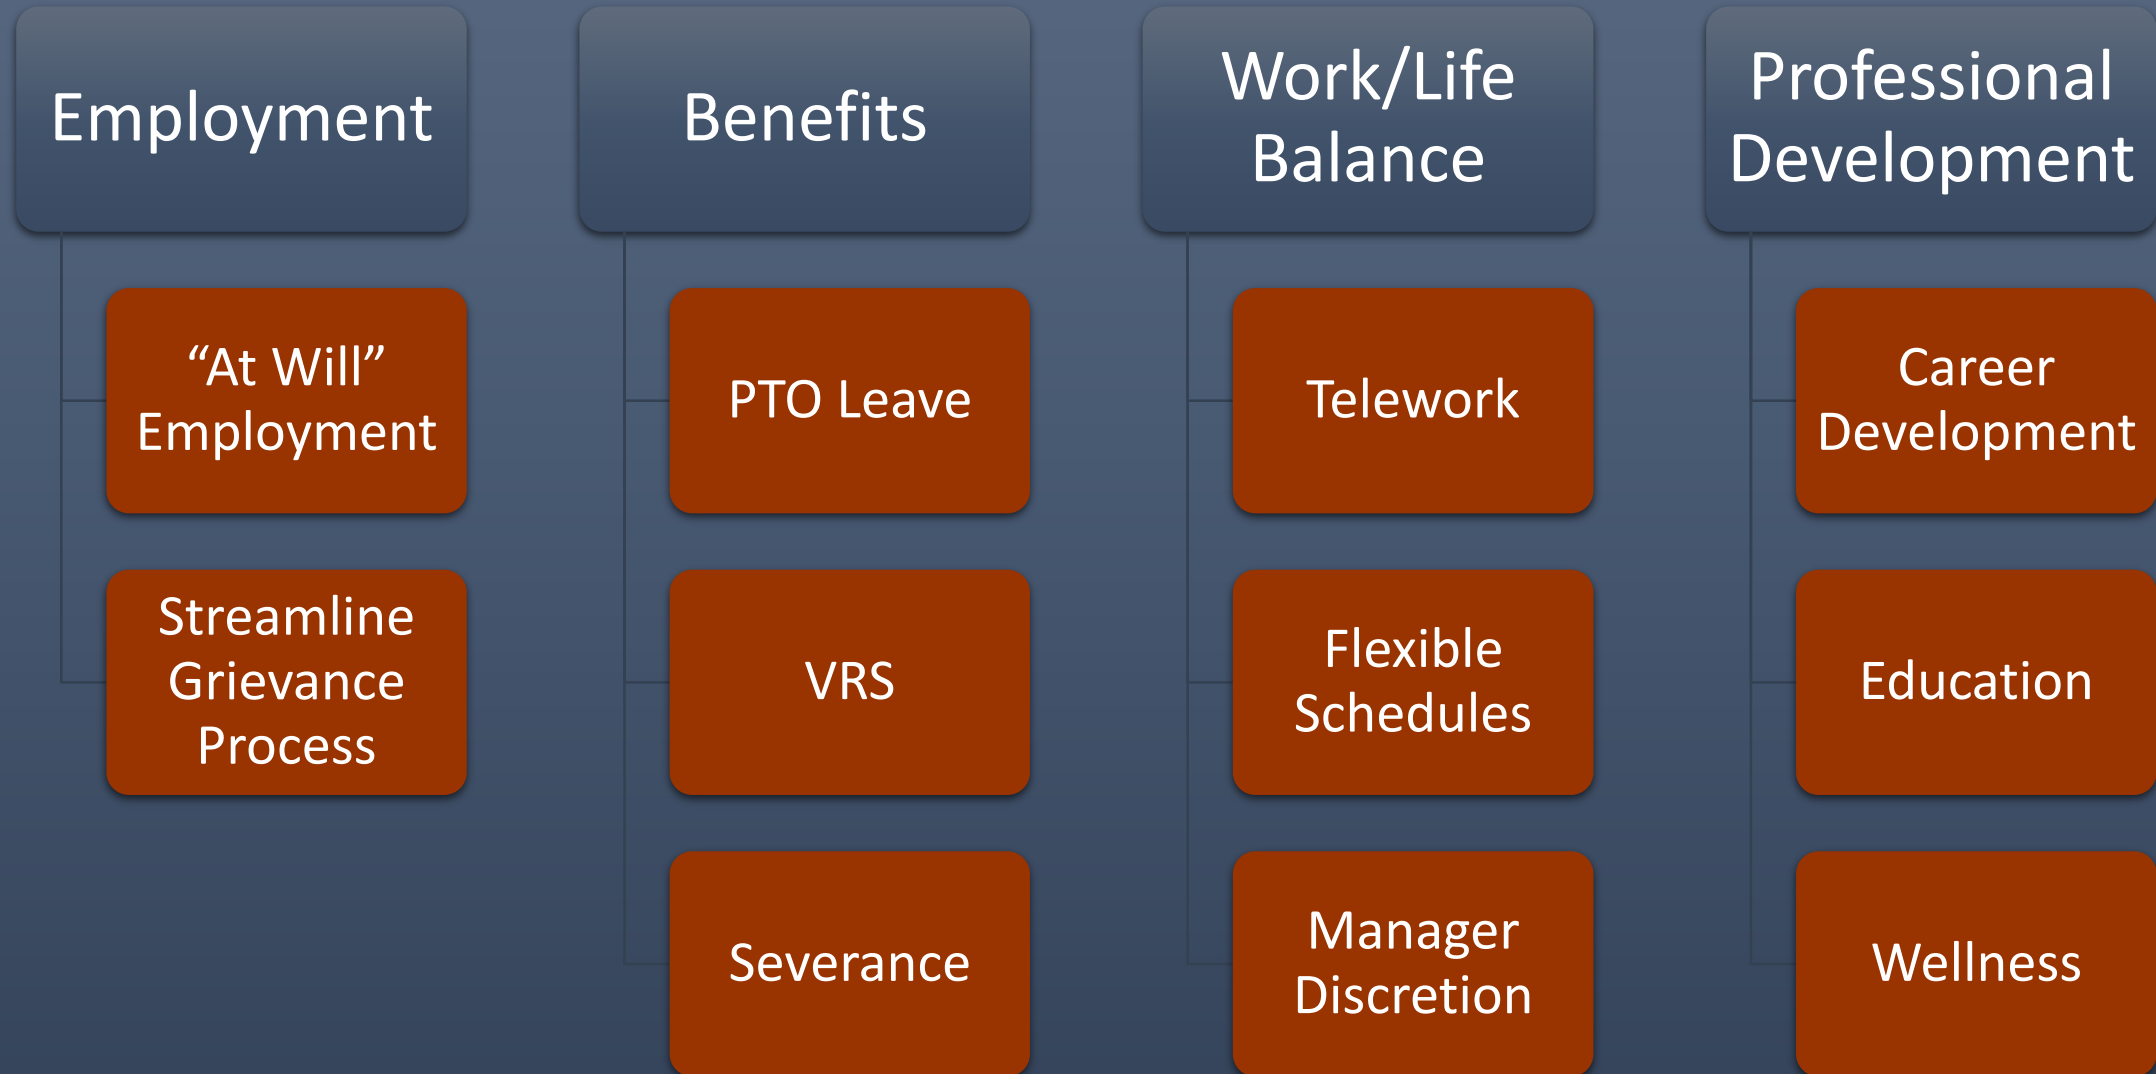 Employment
“At Will”
Employment
Streamline
Grievance
Process
Benefits
PTO Leave
VRS
Severance
Work/Life
Balance
Telework
Flexible
Schedules
Manager
Discretion
Professional
Development
Career
Development
Education
Wellness